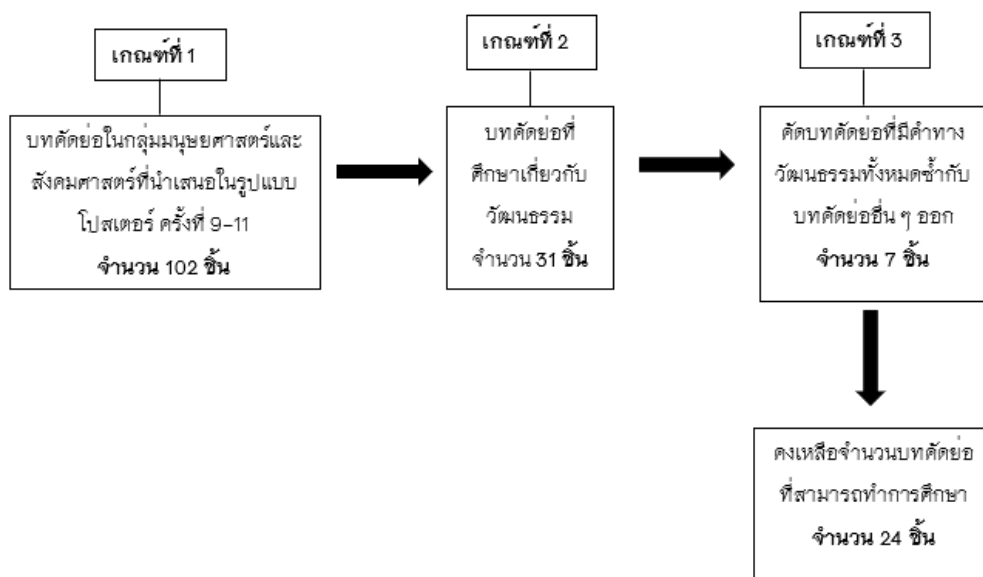 เกณฑ์ที่ 1
บทคัดย่อในกลุ่มมนุษยศาสตร์และ
สังคมศาสตร์ที่นำเสนอในรูปแบบ
โปสเตอร์ ครั้งที่ 9-11
จำนวน 102 ชิ้น
เกณฑ์ที่ 2
บทคัดย่อที่
ศึกษาเกี่ยวกับ
วัฒนธรรม
จำนวน 31 ชิ้น
เกณฑ์ที่ 3
คัดบทคัดย่อที่มีคำทาง
วัฒนธรรมทั้งหมดซ้ำกับ
บทคัดย่ออื่น ๆ ออก
จำนวน 7 ชิ้น
คงเหลือจำนวนบทคัดย่อ
ที่สามารถทำการศึกษา
จำนวน 24 ชิ้น